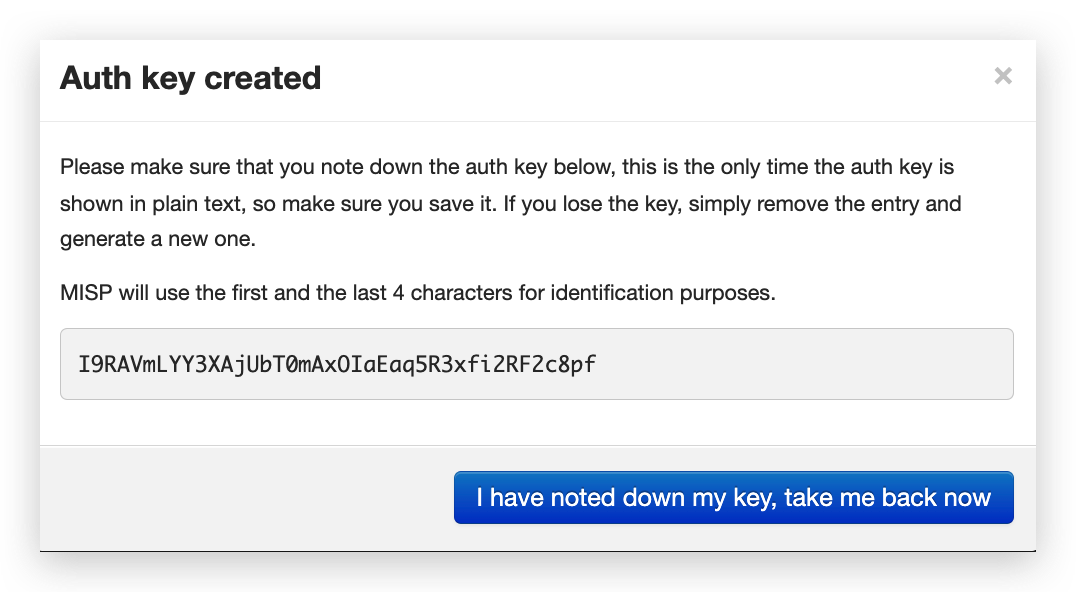 Auth key created
×
Please make sure that you note down the auth key below, this is the only time the auth key is
shown in plain text, so make sure you save it. If you lose the key, simply remove the entry and
generate a new one.
MISP will use the first and the last 4 characters for identification purposes.
I9RAVmLYY3XAjUbT0mAxOIaEaq5R3xfi2RF2c8pf
I have noted down my key, take me back now